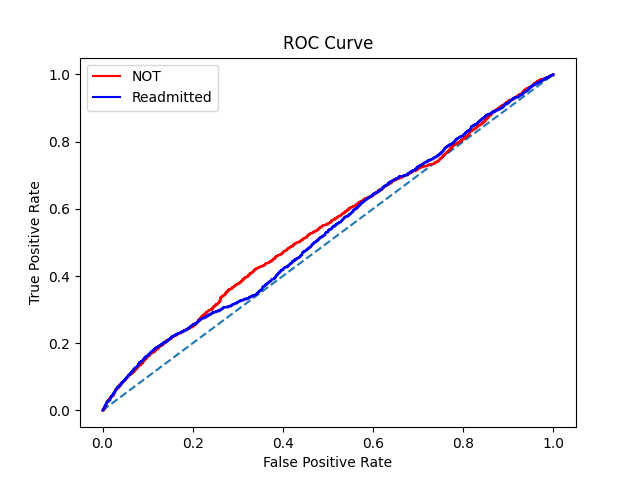 ROC Curve
NOT
Readmitted
True Positive Rate
1.0
0.8
0.6
0.4
0.2
0.0
0.0 0.2 0.4 0.6 0.8 1.0
False Positive Rate